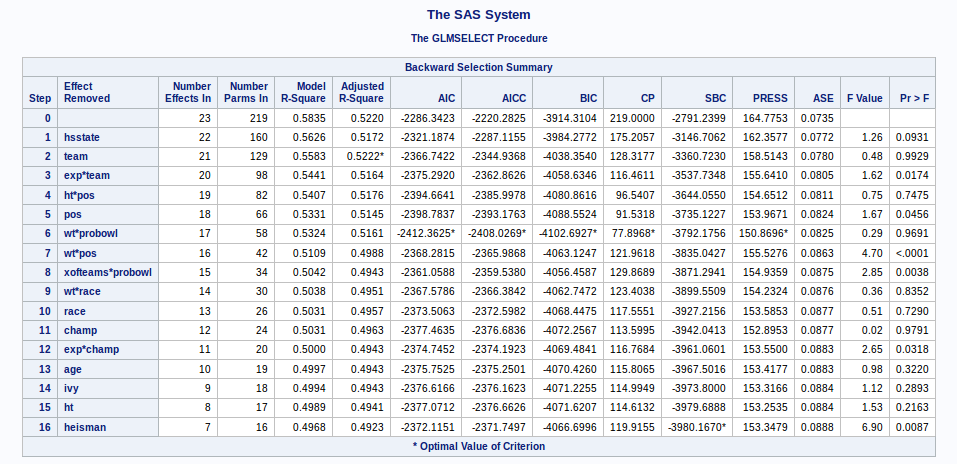 The SAS System
The GLMSELECT Procedure
Backward Selection Summary
Step Effect Removed Number Effects In Number Parms In Model R-Square Adjusted R-Square AIC AICC BIC CP SBC PRESS ASE F Value Pr > F
0 23 219 0.5835 0.5220 -2286.3423 -2220.2825 -3914.3104 219.0000 -2791.2399 164.7753 0.0735
1 hsstate 22 160 0.5626 0.5172 -2321.1874 -2287.1155 -3984.2772 175.2057 -3146.7062 162.3577 0.0772 1.26 0.0931
2 team 21 129 0.5583 0.5222* -2366.7422 -2344.9368 -4038.3540 128.3177 -3360.7230 158.5143 0.0780 0.48 0.9929
3 exp*team 20 98 0.5441 0.5164 -2375.2920 -2362.8626 -4058.6346 116.4611 -3537.7348 155.6410 0.0805 1.62 0.0174
4 ht*pos 19 82 0.5407 0.5176 -2394.6641 -2385.9978 -4080.8616 96.5407 -3644.0550 154.6512 0.0811 0.75 0.7475
5 pos 18 66 0.5331 0.5145 -2398.7837 -2393.1763 -4088.5524 91.5318 -3735.1227 153.9671 0.0824 1.67 0.0456
6 wt*probowl 17 58 0.5324 0.5161 -2412.3625* -2408.0269* -4102.6927* 77.8968* -3792.1756 150.8696* 0.0825 0.29 0.9691
7 wt*pos 16 42 0.5109 0.4988 -2368.2815 -2365.9868 -4063.1247 121.9618 -3835.0427 155.5276 0.0863 4.70 <.0001
8 xofteams*probowl 15 34 0.5042 0.4943 -2361.0588 -2359.5380 -4056.4587 129.8689 -3871.2941 154.9359 0.0875 2.85 0.0038
9 wt*race 14 30 0.5038 0.4951 -2367.5786 -2366.3842 -4062.7472 123.4038 -3899.5509 154.2324 0.0876 0.36 0.8352
10 race 13 26 0.5031 0.4957 -2373.5063 -2372.5982 -4068.4475 117.5551 -3927.2156 153.5853 0.0877 0.51 0.7290
11 champ 12 24 0.5031 0.4963 -2377.4635 -2376.6836 -4072.2567 113.5995 -3942.0413 152.8953 0.0877 0.02 0.9791
12 exp*champ 11 20 0.5000 0.4943 -2374.7452 -2374.1923 -4069.4841 116.7684 -3961.0601 153.5500 0.0883 2.65 0.0318
13 age 10 19 0.4997 0.4943 -2375.7525 -2375.2501 -4070.4260 115.8065 -3967.5016 153.4177 0.0883 0.98 0.3220
14 ivy 9 18 0.4994 0.4943 -2376.6166 -2376.1623 -4071.2255 114.9949 -3973.8000 153.3166 0.0884 1.12 0.2893
15 ht 8 17 0.4989 0.4941 -2377.0712 -2376.6626 -4071.6207 114.6132 -3979.6888 153.2535 0.0884 1.53 0.2163
16 heisman 7 16 0.4968 0.4923 -2372.1151 -2371.7497 -4066.6996 119.9155 -3980.1670* 153.3479 0.0888 6.90 0.0087
* Optimal Value of Criterion